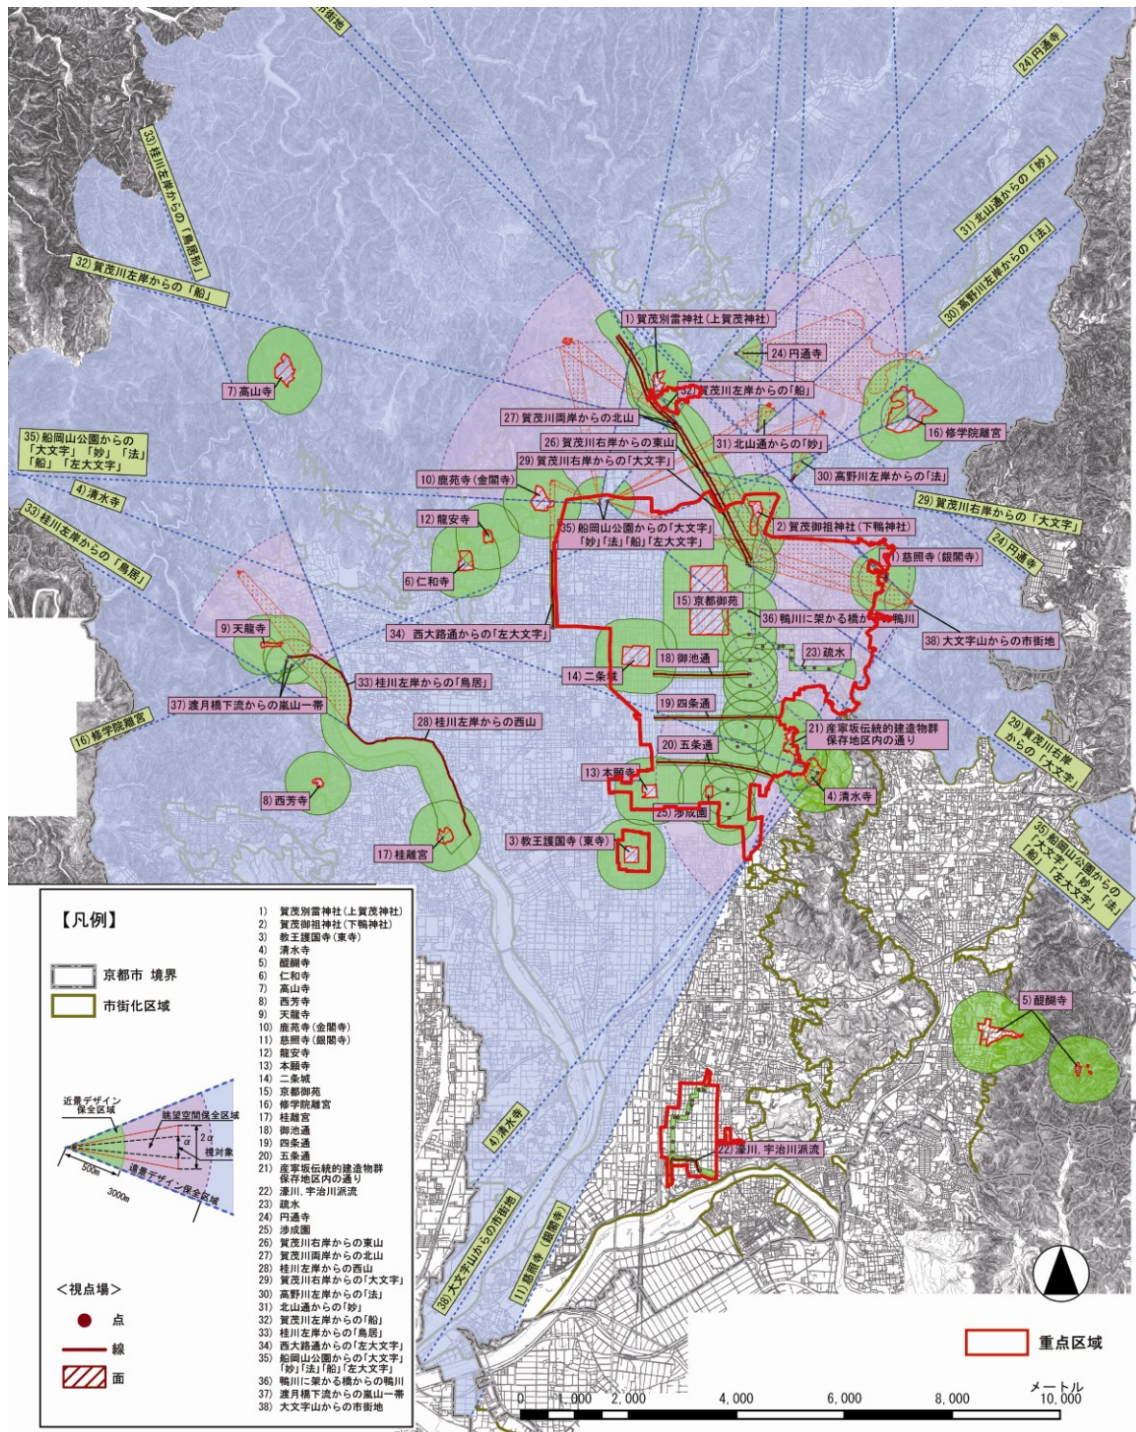 市街地
24) 円通寺
33) 桂川左岸からの「鳥居形」
31) 北山通からの「妙」
32) 賀茂川左岸からの「船」
30) 高野川左岸からの「法」
1) 賀茂別雷神社(上賀茂神社)
24) 円通寺
7) 高山寺
32) 賀茂川左岸からの「船」
27) 賀茂川両岸からの北山
31) 北山通からの「妙」
16) 修学院離宮
26) 賀茂川右岸からの東山
35) 船岡山公園からの
「大文字」「妙」「法」
「船」「左大文字」
29) 賀茂川右岸からの「大文字」
30) 高野川左岸からの「法」
10) 鹿苑寺(金閣寺)
4) 清水寺
29) 賀茂川右岸からの「大文字」
12) 龍安寺
35) 船岡山公園からの「大文字」
「妙」「法」「船」「左大文字」
2) 賀茂御祖神社(下鴨神社)
33) 桂川左岸からの「鳥居」
24) 円通寺
1) 慈照寺(銀閣寺)
6) 仁和寺
15) 京都御苑
36) 鴨川に架かる橋から 鴨川
9) 天龍寺
34) 西大路通からの「左大文字」
38) 大文字山からの市街地
18) 御池通
23) 疏水
14) 二条城
33) 桂川左岸からの「鳥居」
37) 渡月橋下流からの嵐山一帯
19) 四条通
28) 桂川左岸からの西山
16) 修学院離宮
21) 産寧坂伝統的建造物群
保存地区内の通り
29) 賀茂川右岸
からの「大文字」
20) 五条通
13) 本願寺
8) 西芳寺
4) 清水寺
25) 渉成園
17) 桂離宮
3) 教王護国寺(東寺)
35) 船岡山公園からの
「大文字」「妙」「法」
「船」「左大文字」
5) 醍醐寺
4) 清水寺
22) 濠川、宇治川派流
38) 大文字山からの市街地
11) 慈照寺(銀閣寺)
【凡例】
京都市 境界
市街化区域
近景デザイン
保全区域
眺望空間保全区域
α
2α
視対象
遠景デザイン保全区域
500m
3000m
<視点場>
点
線
面
1) 賀茂別雷神社(上賀茂神社)
2) 賀茂御祖神社(下鴨神社)
3) 教王護国寺(東寺)
4) 清水寺
5) 醍醐寺
6) 仁和寺
7) 高山寺
8) 西芳寺
9) 天龍寺
10) 鹿苑寺(金閣寺)
11) 慈照寺(銀閣寺)
12) 龍安寺
13) 本願寺
14) 二条城
15) 京都御苑
16) 修学院離宮
17) 桂離宮
18) 御池通
19) 四条通
20) 五条通
21) 産寧坂伝統的建造物群
保存地区内の通り
22) 濠川、宇治川派流
23) 疏水
24) 円通寺
25) 渉成園
26) 賀茂川右岸からの東山
27) 賀茂川両岸からの北山
28) 桂川左岸からの西山
29) 賀茂川右岸からの「大文字」
30) 高野川左岸からの「法」
31) 北山通からの「妙」
32) 賀茂川左岸からの「船」
33) 桂川左岸からの「鳥居」
34) 西大路通からの「左大文字」
35) 船岡山公園からの「大文字」
「妙」「法」「船」「左大文字」
36) 鴨川に架かる橋からの鴨川
37) 渡月橋下流からの嵐山一帯
38) 大文字山からの市街地
重点区域
メートル
0 1,000 2,000 4,000 6,000 8,000 10,000